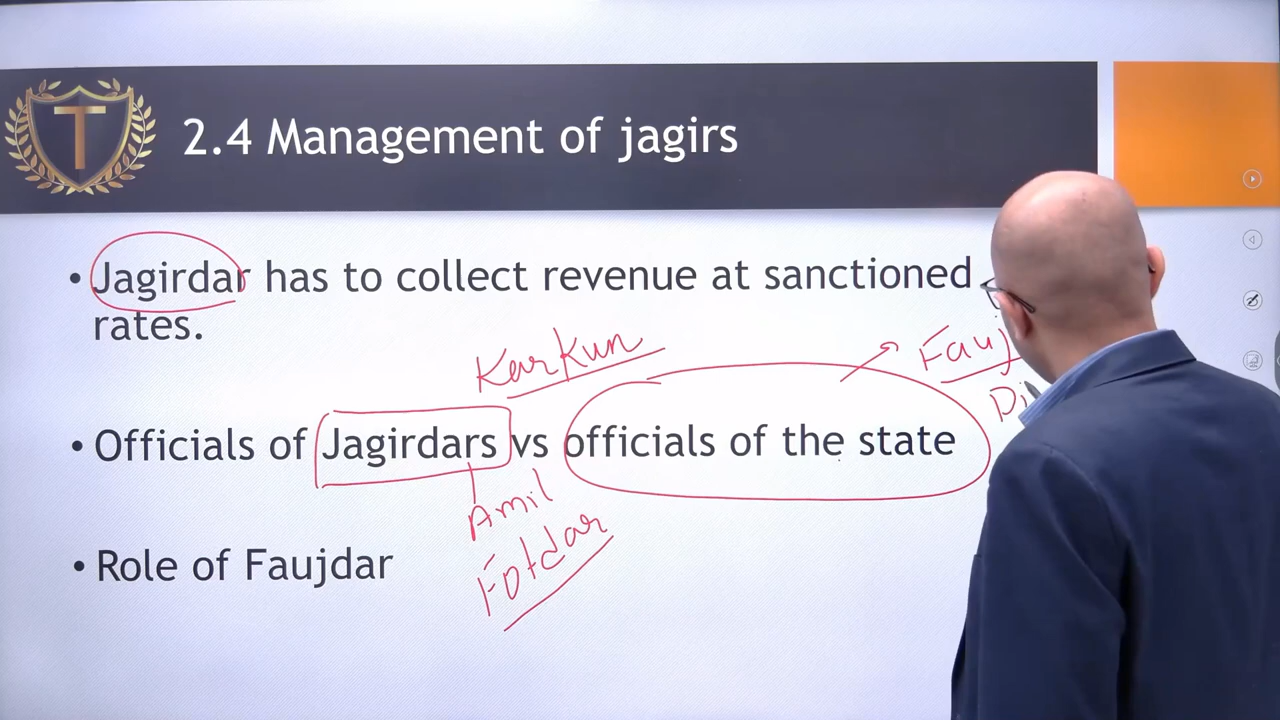 T
2.4 Management of jagirs
• Jagirdar has to collect revenue at sanctioned
rates.
Karkun
Fauj
Di
• Officials of Jagirdars vs officials of the state
Amil
Fotdar
• Role of Faujdar